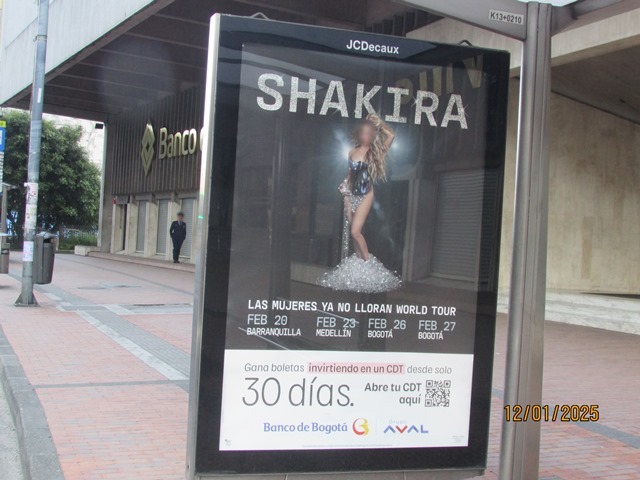 K13+0210
JCDecaux
Banco
SHAKIRA
LAS MUJERES YA NO LLORAN WORLD TOUR
FEB 20 FEB 23 FEB 26 FEB 27
BARRANQUILLA MEDELLÍN BOGOTÁ BOGOTÁ
Gana boletas invirtiendo en un CDT desde solo
30 días. Abre tu CDT
aquí
Banco de Bogotá AVAL
12/01/2025